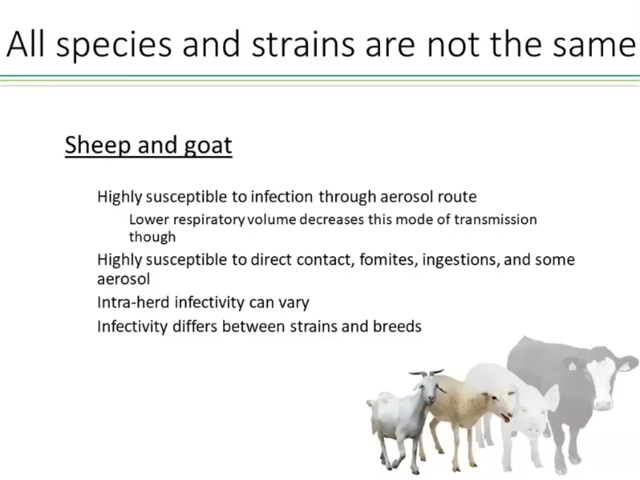 All species and strains are not the same
Sheep and goat
Highly susceptible to infection through aerosol route
Lower respiratory volume decreases this mode of transmission
though
Highly susceptible to direct contact, fomites, ingestions, and some
aerosol
Intra-herd infectivity can vary
Infectivity differs between strains and breeds